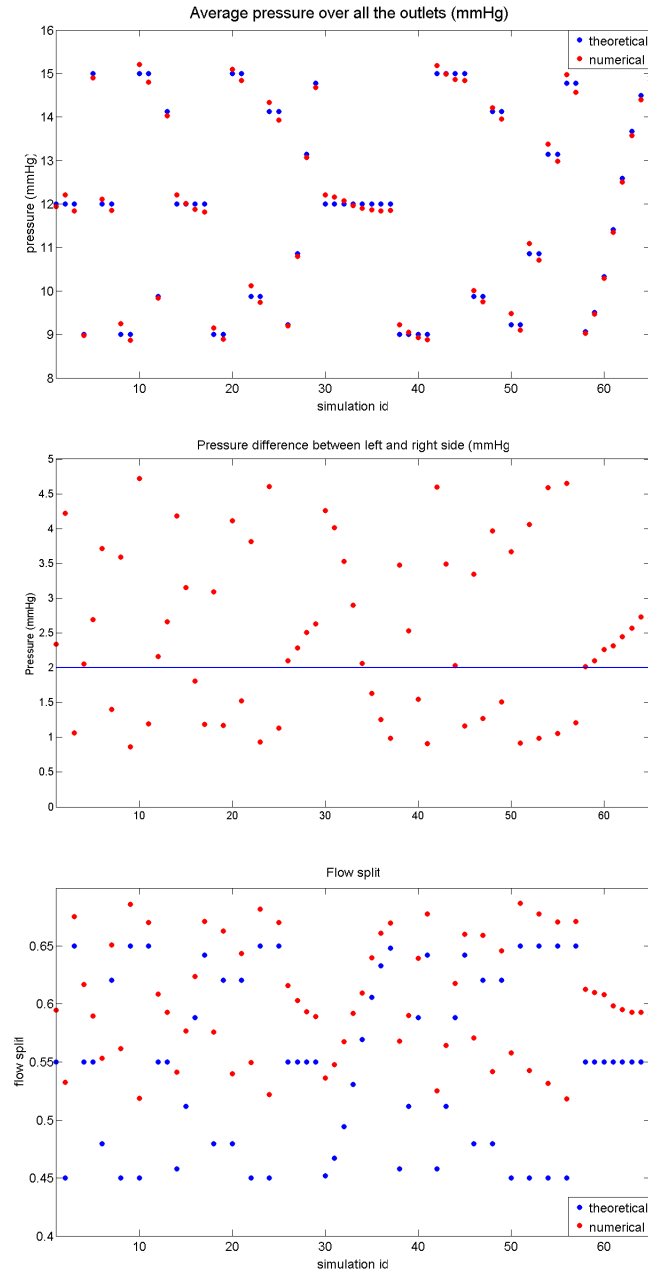 Average pressure over all the outlets (mmHg)
theoretical
numerical
16
15
14
13
12
11
10
9
8
pressure (mmHg)
10 20 30 40 50 60
simulation id
Pressure difference between left and right side (mmHg
5
4.5
4
3.5
3
2.5
2
1.5
1
0.5
0
Pressure (mmHg)
10 20 30 40 50 60
Flow split
0.65
0.6
0.55
0.5
0.45
0.4
flow split
theoretical
numerical
10 20 30 40 50 60
simulation id